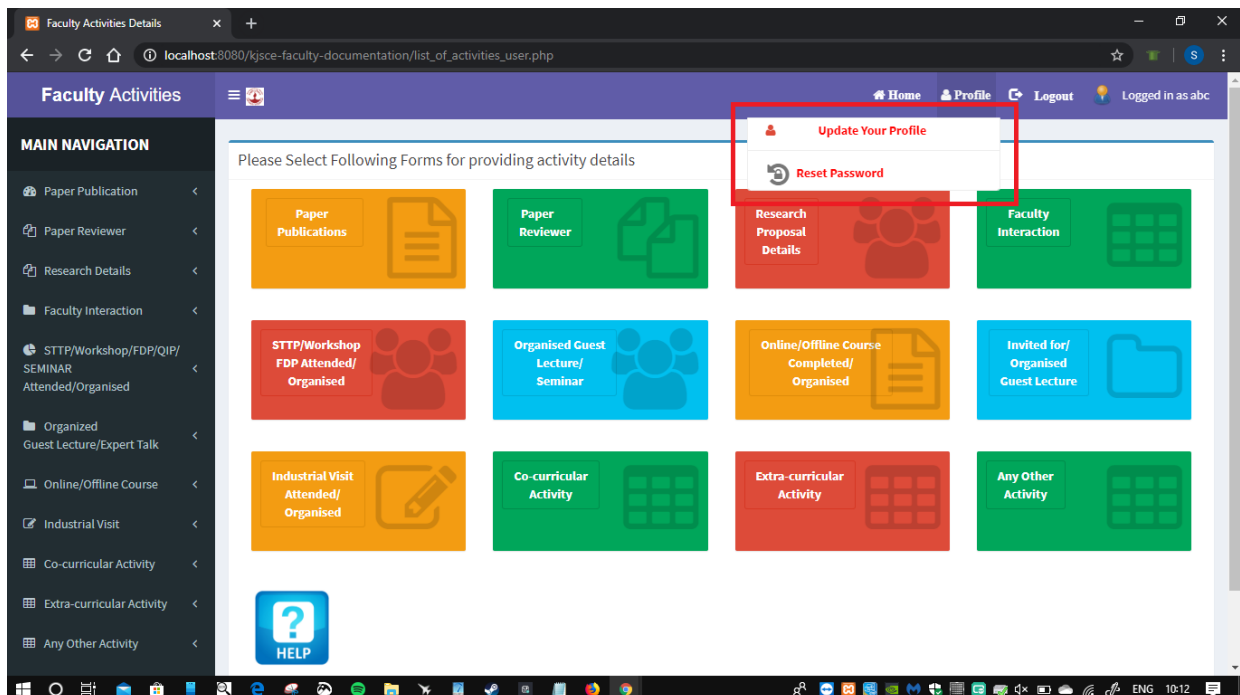 Faculty Activities Details
localhost:8080/kjsce-faculty-documentation/list_of_activities_user.php
S
Faculty Activities
Home Profile Logout Logged in as abc
Update Your Profile
Reset Password
MAIN NAVIGATION
Paper Publication
Paper Reviewer
Research Details
Faculty Interaction
STTP/Workshop/FDP/QIP/
SEMINAR
Attended/Organised
Organized
Guest Lecture/Expert Talk
Online/Offline Course
Industrial Visit
Co-curricular Activity
Extra-curricular Activity
Any Other Activity
Please Select Following Forms for providing activity details
Paper
Publications
Paper
Reviewer
Research
Proposal
Details
Faculty
Interaction
STTP/Workshop
FDP Attended/
Organised
Organised Guest
Lecture/
Seminar
Online/Offline Course
Completed/
Organised
Invited for/
Organised
Guest Lecture
Industrial Visit
Attended/
Organised
Co-curricular
Activity
Extra-curricular
Activity
Any Other
Activity
?
HELP
ENG 10:12